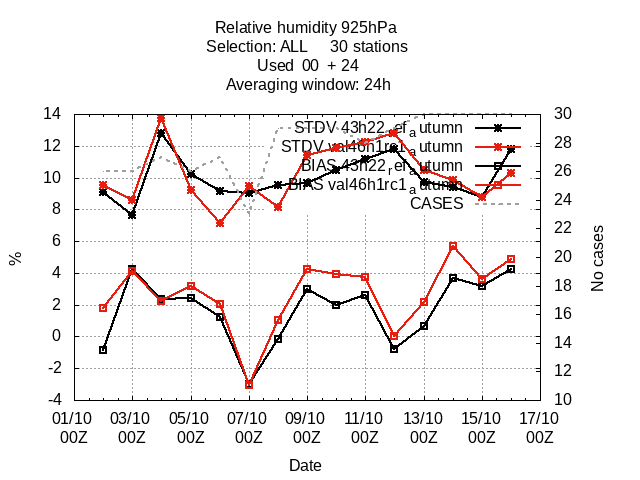 Relative humidity 925hPa
Selection: ALL 30 stations
Used 00 + 24
Averaging window: 24h
14 30
STDV 43h22_ref_autumn
12 28
STDV val46h1rc1_autumn
BIAS 43h22_ref_autumn
10 26
BIAS val46h1rc1_autumn
8 24
CASES
6 22
20
4
18
2
16
0 14
-2 12
-4 10
%
No cases
01/10 03/10 05/10 07/10 09/10 11/10 13/10 15/10 17/10
00Z 00Z 00Z 00Z 00Z 00Z 00Z 00Z 00Z
Date